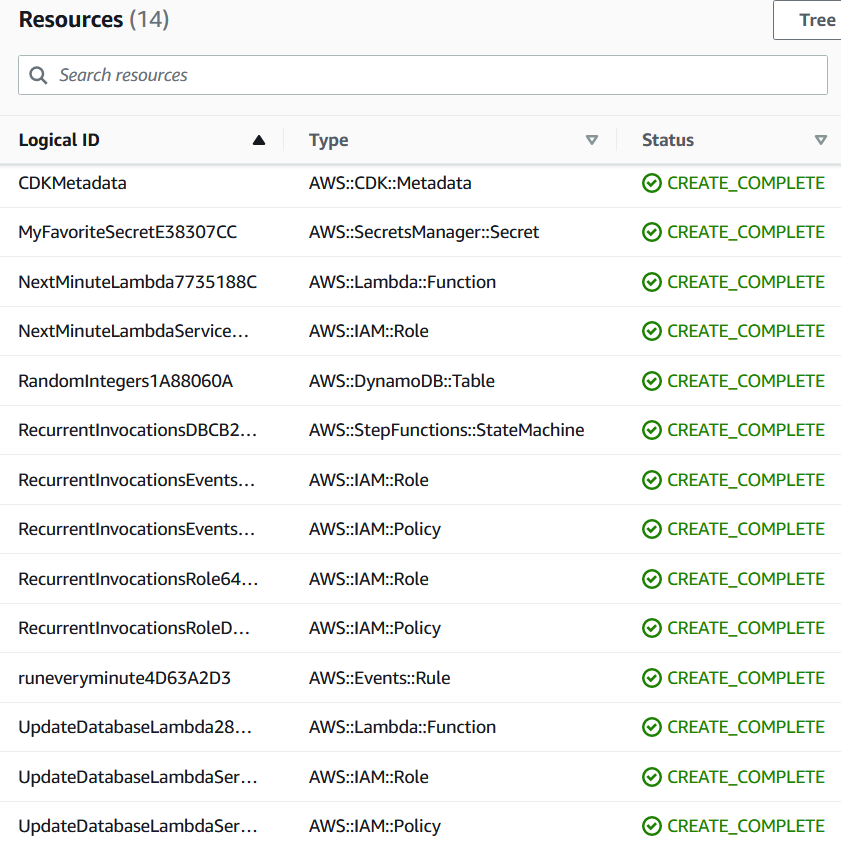 Resources (14)
Tree
Search resources
Logical ID Type Status
CDKMetadata AWS::CDK::Metadata CREATE_COMPLETE
MyFavoriteSecretE38307CC AWS::SecretsManager::Secret CREATE_COMPLETE
NextMinuteLambda7735188C AWS::Lambda::Function CREATE_COMPLETE
NextMinuteLambdaService… AWS::IAM::Role CREATE_COMPLETE
RandomIntegers1A88060A AWS::DynamoDB::Table CREATE_COMPLETE
RecurrentInvocationsDBCB2… AWS::StepFunctions::StateMachine CREATE_COMPLETE
RecurrentInvocationsEvents… AWS::IAM::Role CREATE_COMPLETE
RecurrentInvocationsEvents… AWS::IAM::Policy CREATE_COMPLETE
RecurrentInvocationsRole64… AWS::IAM::Role CREATE_COMPLETE
RecurrentInvocationsRoleD… AWS::IAM::Policy CREATE_COMPLETE
runeveryminute4D63A2D3 AWS::Events::Rule CREATE_COMPLETE
UpdateDatabaseLambda28… AWS::Lambda::Function CREATE_COMPLETE
UpdateDatabaseLambdaSer… AWS::IAM::Role CREATE_COMPLETE
UpdateDatabaseLambdaSer… AWS::IAM::Policy CREATE_COMPLETE